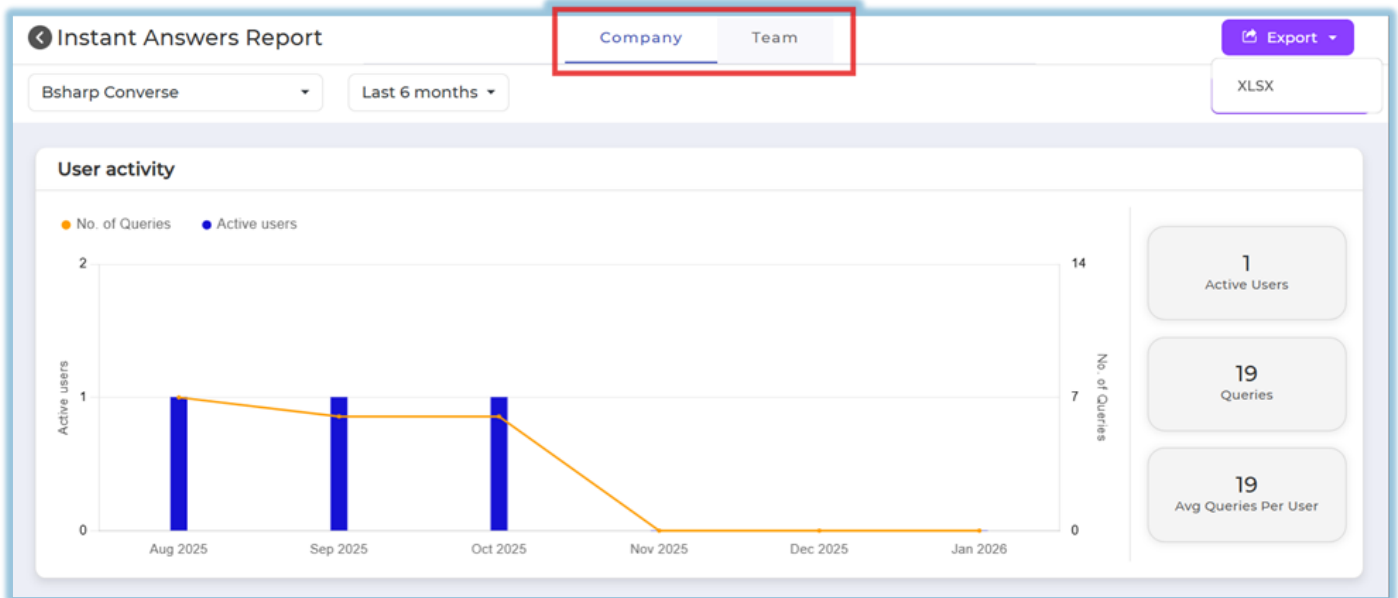 Instant Answers Report
Company
Team
Export
Bsharp Converse
Last 6 months
XLSX
User activity
No. of Queries
Active users
2
1
0
Active users
14
7
0
No. of Queries
Aug 2025
Sep 2025
Oct 2025
Nov 2025
Dec 2025
Jan 2026
1
Active Users
19
Queries
19
Avg Queries Per User